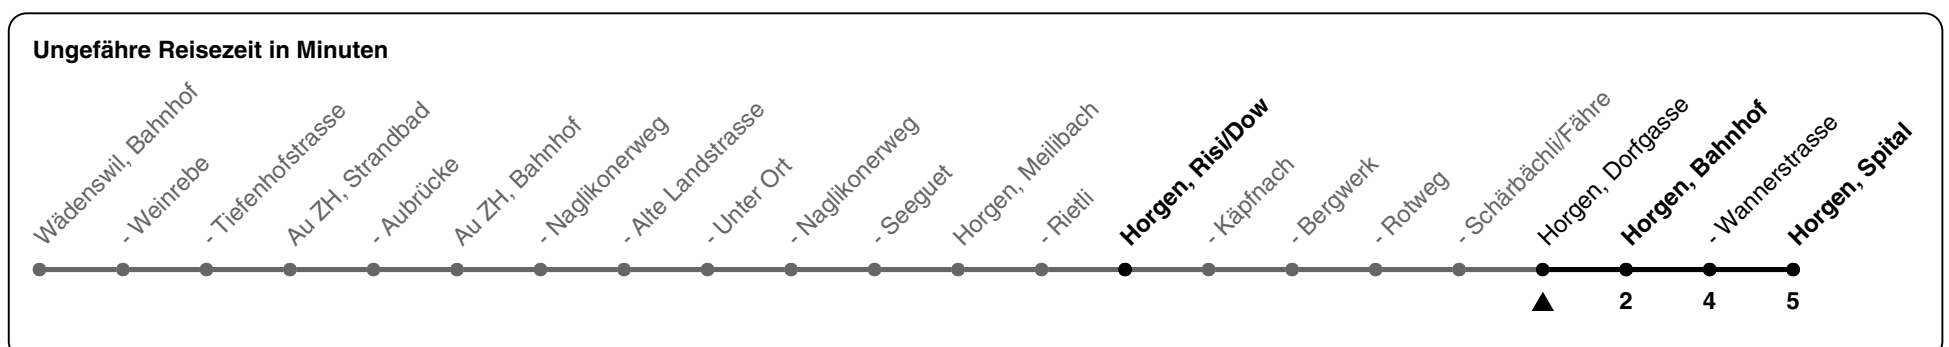 Ungefähre Reisezeit in Minuten
Wädenswil, Bahnhof
- Weinrebe
- Tiefenhofstrasse
Au ZH, Strandbad
- Aubrücke
Au ZH, Bahnhof
- Naglikonerweg
- Alte Landstrasse
- Unter Ort
- Naglikonerweg
- Seeguet
Horgen, Meilibach
- Rietli
Horgen, Risi/Dow
- Käpfnach
- Bergwerk
- Rotweg
- Schärbächli/Fähre
Horgen, Dorfgasse
Horgen, Bahnhof
- Wannerstrasse
Horgen, Spital
2 4 5